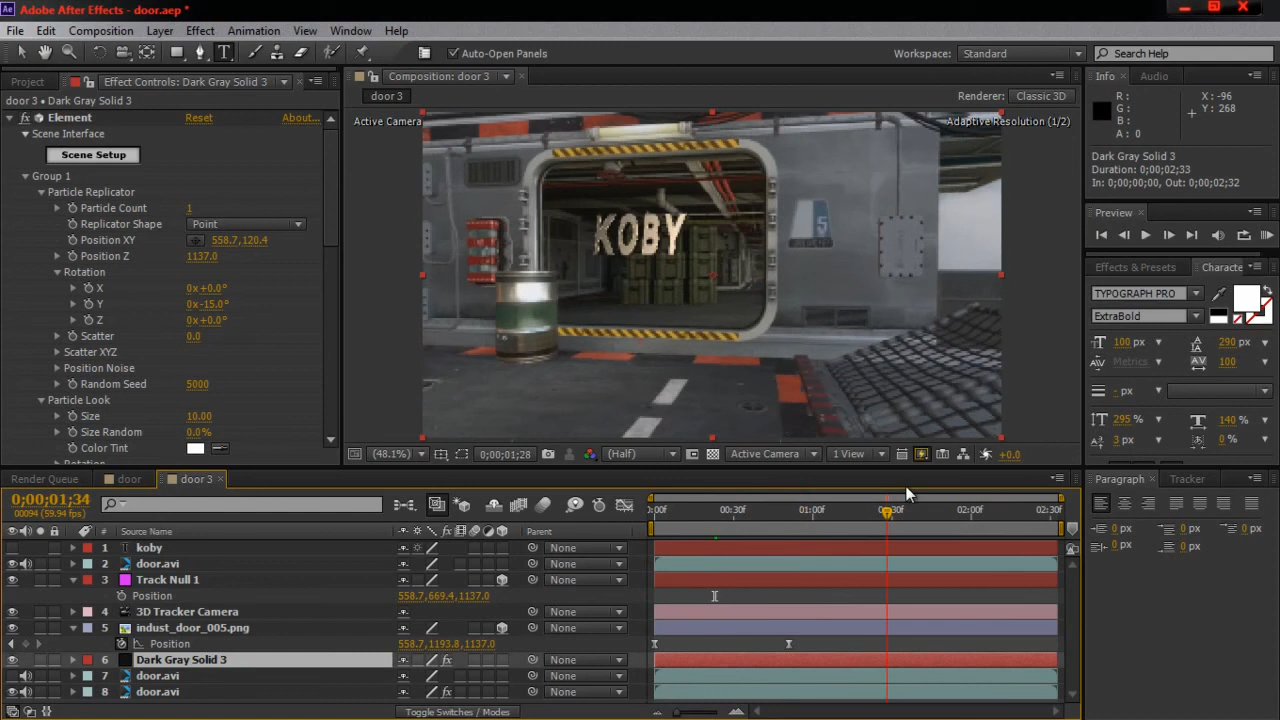 Ae Adobe After Effects - door.aep *
File Edit Composition Layer Effect Animation View Window Help
Auto-Open Panels Workspace: Standard Search Help
Project Effect Controls: Dark Gray Solid 3 Composition: door 3 Info Audio
door 3 • Dark Gray Solid 3 door 3 Renderer: Classic 3D
fx Element Reset About...
Scene Interface
Scene Setup
Group 1
Particle Replicator
Particle Count 1
Replicator Shape Point
Position XY 558.7,120.4
Position Z 1137.0
Rotation
X 0x+0.0°
Y 0x-15.0°
Z 0x+0.0°
Scatter 0.0
Scatter XYZ
Position Noise
Random Seed 5000
Particle Look
Size 10.00
Size Random 0.0%
Color Tint
Active Camera Adaptive Resolution (1/2)
KOBY
5
(48.1%) 0;00;01;28 (Half) Active Camera 1 View +0.0
R: X: -96
G: Y: 268
B:
A: 0
Dark Gray Solid 3
Duration: 0;00;02;33
In: 0;00;00;00, Out: 0;00;02;32
Preview
Effects & Presets Characte
TYPOGRAPH PRO
ExtraBold
100 px 290 px
Metrics 100
- px
295 % 140 %
3 px 0 %
Paragraph Tracker
0 px 0 px 0 px
0 px 0 px
Render Queue door door 3
0;00;01;34
00094 (59.94 fps)
0:00f 00:30f 01:00f 01:30f 02:00f 02:30f
# Source Name Parent
1 T koby None
2 door.avi None
3 Track Null 1 None
Position 558.7,669.4,1137.0
4 3D Tracker Camera None
5 indust_door_005.png None
Position 558.7,1193.8,1137.0
6 Dark Gray Solid 3 fx None
7 door.avi None
8 door.avi fx None
Toggle Switches / Modes